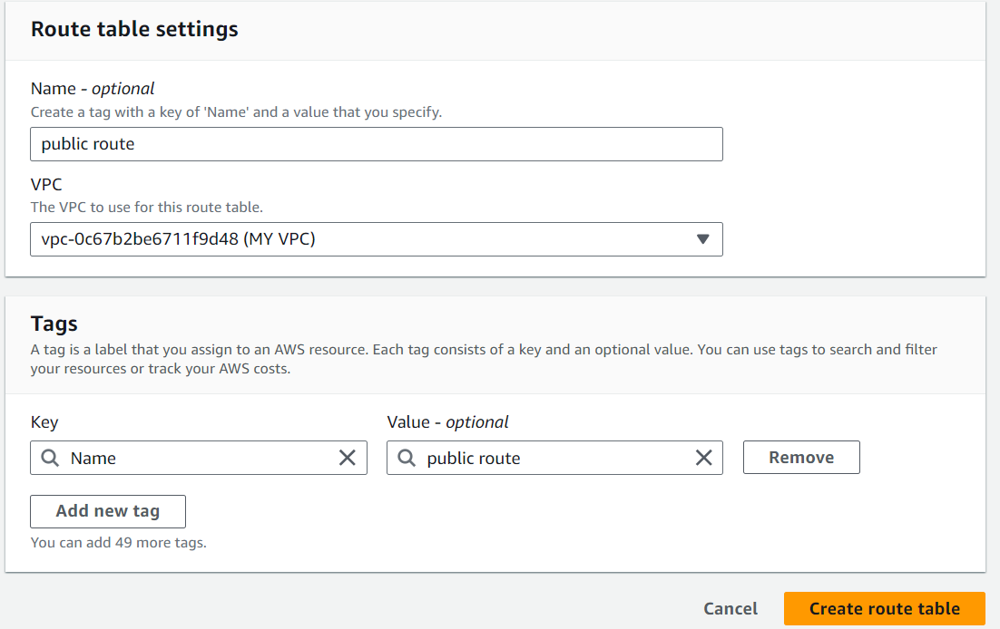 Route table settings
Name - optional
Create a tag with a key of 'Name' and a value that you specify.
public route
VPC
The VPC to use for this route table.
vpc-0c67b2be6711f9d48 (MY VPC)
Tags
A tag is a label that you assign to an AWS resource. Each tag consists of a key and an optional value. You can use tags to search and filter
your resources or track your AWS costs.
Key
Value - optional
Name
public route
Remove
Add new tag
You can add 49 more tags.
Cancel
Create route table